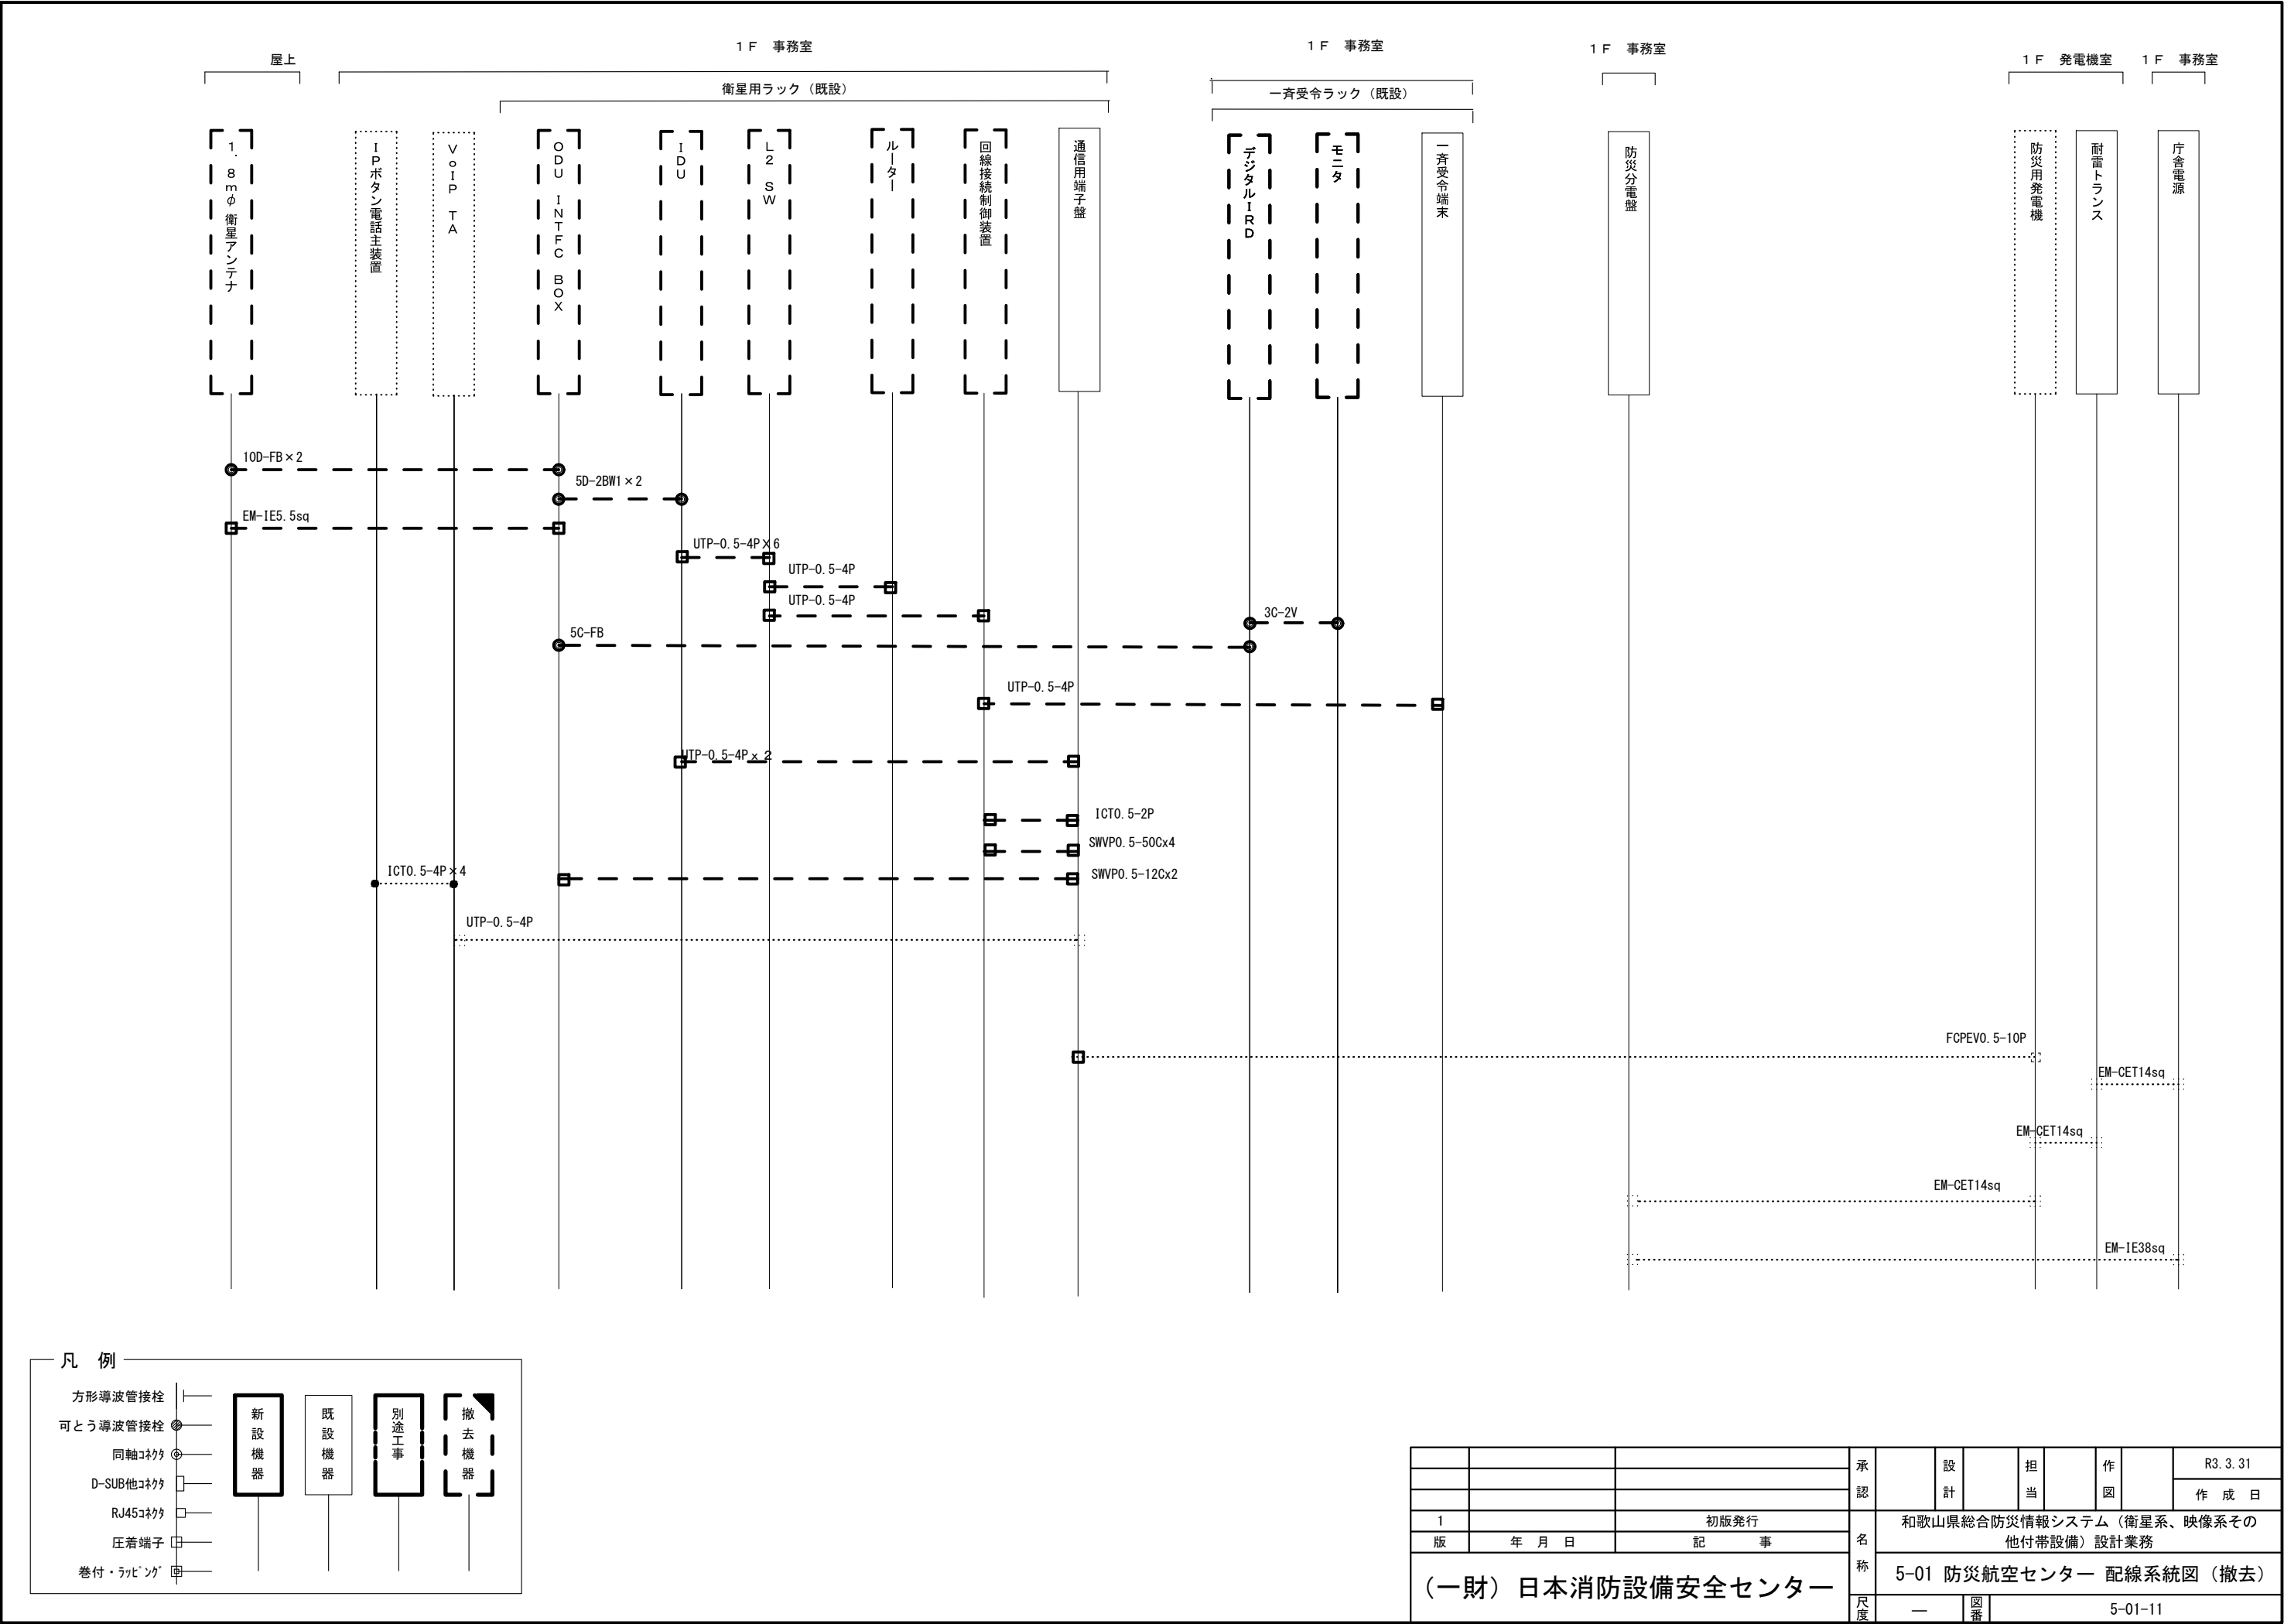 屋上
１Ｆ　事務室
衛星用ラック（既設）
１Ｆ　事務室
一斉受令ラック（既設）
１Ｆ　事務室
１Ｆ　発電機室
１Ｆ　事務室
１．８ｍφ 衛星アンテナ
ＩＰボタン電話主装置
ＶｏＩＰ　ＴＡ
ＯＤＵ　ＩＮＴＦＣ　ＢＯＸ
ＩＤＵ
Ｌ２　ＳＷ
ルーター
回線接続制御装置
通信用端子盤
デジタルＩＲＤ
モニタ
一斉受令端末
防災分電盤
防災用発電機
耐雷トランス
庁舎電源
10D-FB×2
5D-2BW1×2
EM-IE5.5sq
UTP-0.5-4P×6
UTP-0.5-4P
UTP-0.5-4P
3C-2V
5C-FB
UTP-0.5-4P
UTP-0.5-4P×2
ICT0.5-2P
SWVP0.5-50Cx4
ICT0.5-4P×4
SWVP0.5-12Cx2
UTP-0.5-4P
FCPEV0.5-10P
EM-CET14sq
EM-CET14sq
EM-CET14sq
EM-IE38sq
凡　例
方形導波管接栓
可とう導波管接栓
同軸ｺﾈｸﾀ
D-SUB他ｺﾈｸﾀ
RJ45ｺﾈｸﾀ
圧着端子
巻付・ﾗｯﾋﾟﾝｸﾞ
新設機器
既設機器
別途工事
撤去機器
承認
設計
担当
作図
R3.3.31
作　成　日
1
初版発行
版
年　月　日
記　事
名称
和歌山県総合防災情報システム（衛星系、映像系その
他付帯設備）設計業務
（一財）日本消防設備安全センター
5-01 防災航空センター 配線系統図（撤去）
尺度
―
図番
5-01-11